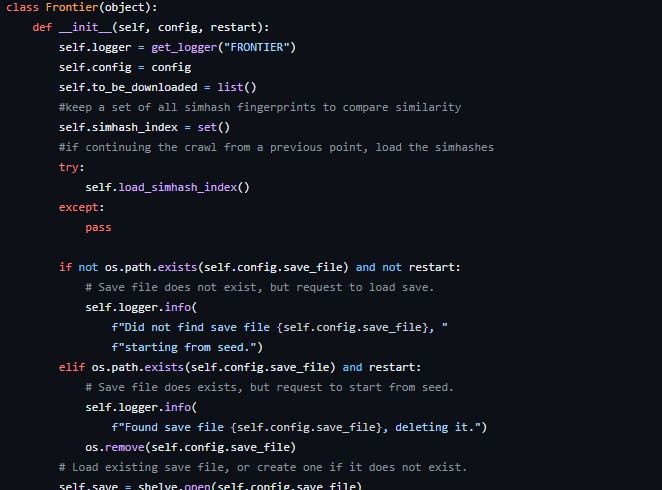 class Frontier(object):
    def __init__(self, config, restart):
        self.logger = get_logger("FRONTIER")
        self.config = config
        self.to_be_downloaded = list()
        #keep a set of all simhash fingerprints to compare similarity
        self.simhash_index = set()
        #if continuing the crawl from a previous point, load the simhashes
        try:
            self.load_simhash_index()
        except:
            pass

        if not os.path.exists(self.config.save_file) and not restart:
            # Save file does not exist, but request to load save.
            self.logger.info(
                f"Did not find save file {self.config.save_file}, "
                f"starting from seed.")
        elif os.path.exists(self.config.save_file) and restart:
            # Save file does exists, but request to start from seed.
            self.logger.info(
                f"Found save file {self.config.save_file}, deleting it.")
            os.remove(self.config.save_file)
        # Load existing save file, or create one if it does not exist.
        self.save = shelve.open(self.config.save_file)